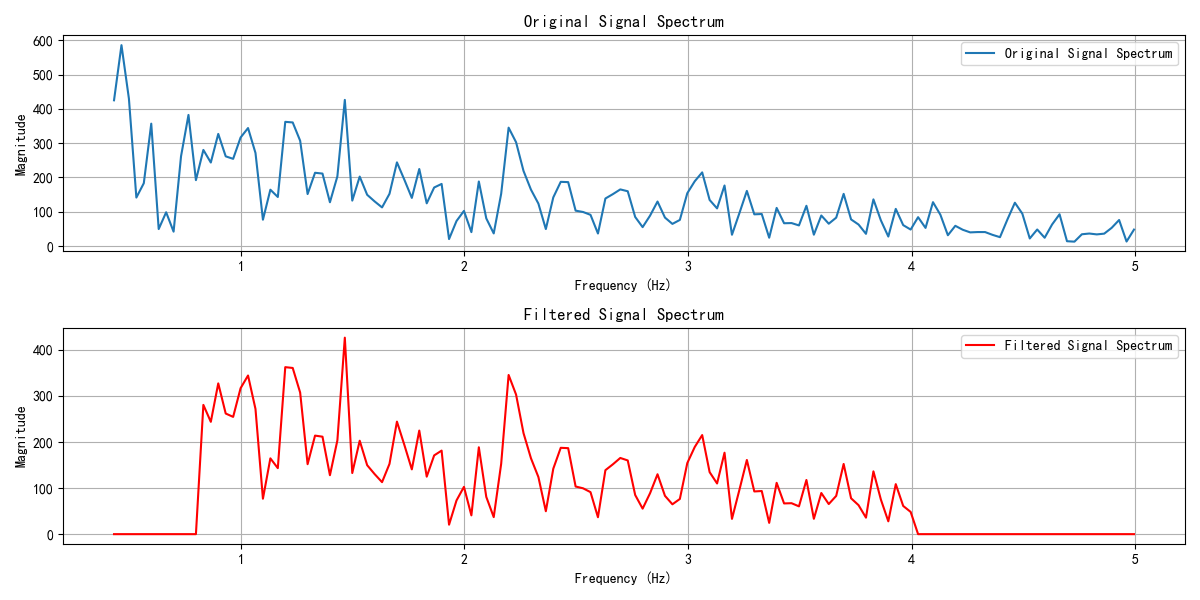 Original Signal Spectrum
600
500
400
300
200
100
0
Magnitude
Original Signal Spectrum
1 2 3 4 5
Frequency (Hz)
Filtered Signal Spectrum
400
300
200
100
0
Magnitude
Filtered Signal Spectrum
1 2 3 4 5
Frequency (Hz)